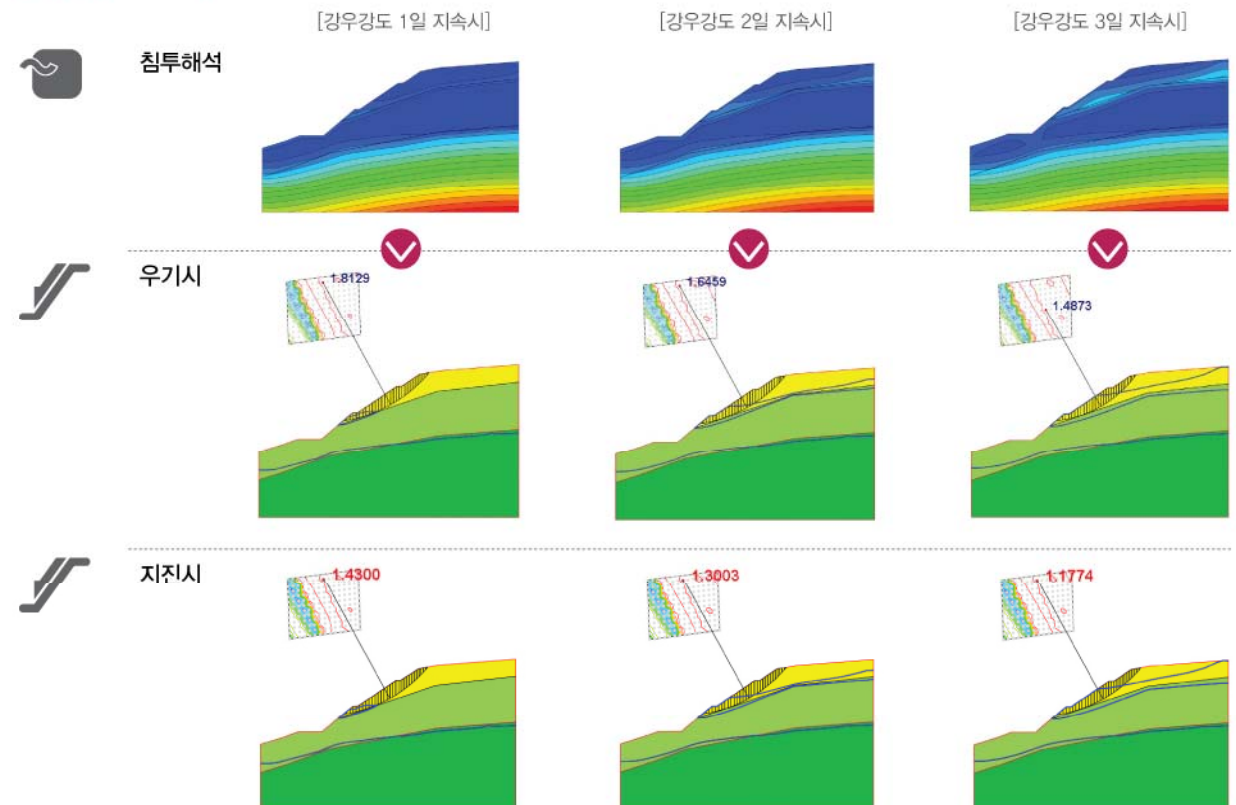 [강우강도 1일 지속시]
[강우강도 2일 지속시]
[강우강도 3일 지속시]
침투해석
우기시
1.8129
1.6459
1.4873
지진시
1.4300
1.3003
1.1774